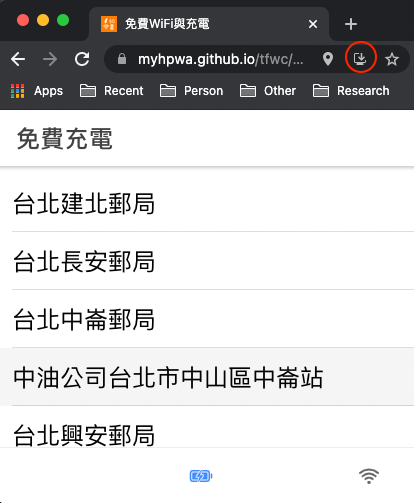 免費WiFi與充電
myhpwa.github.io/tfwc/...
Apps Recent Person Other Research
免費充電
台北建北郵局
台北長安郵局
台北中崙郵局
中油公司台北市中山區中崙站
台北興安郵局